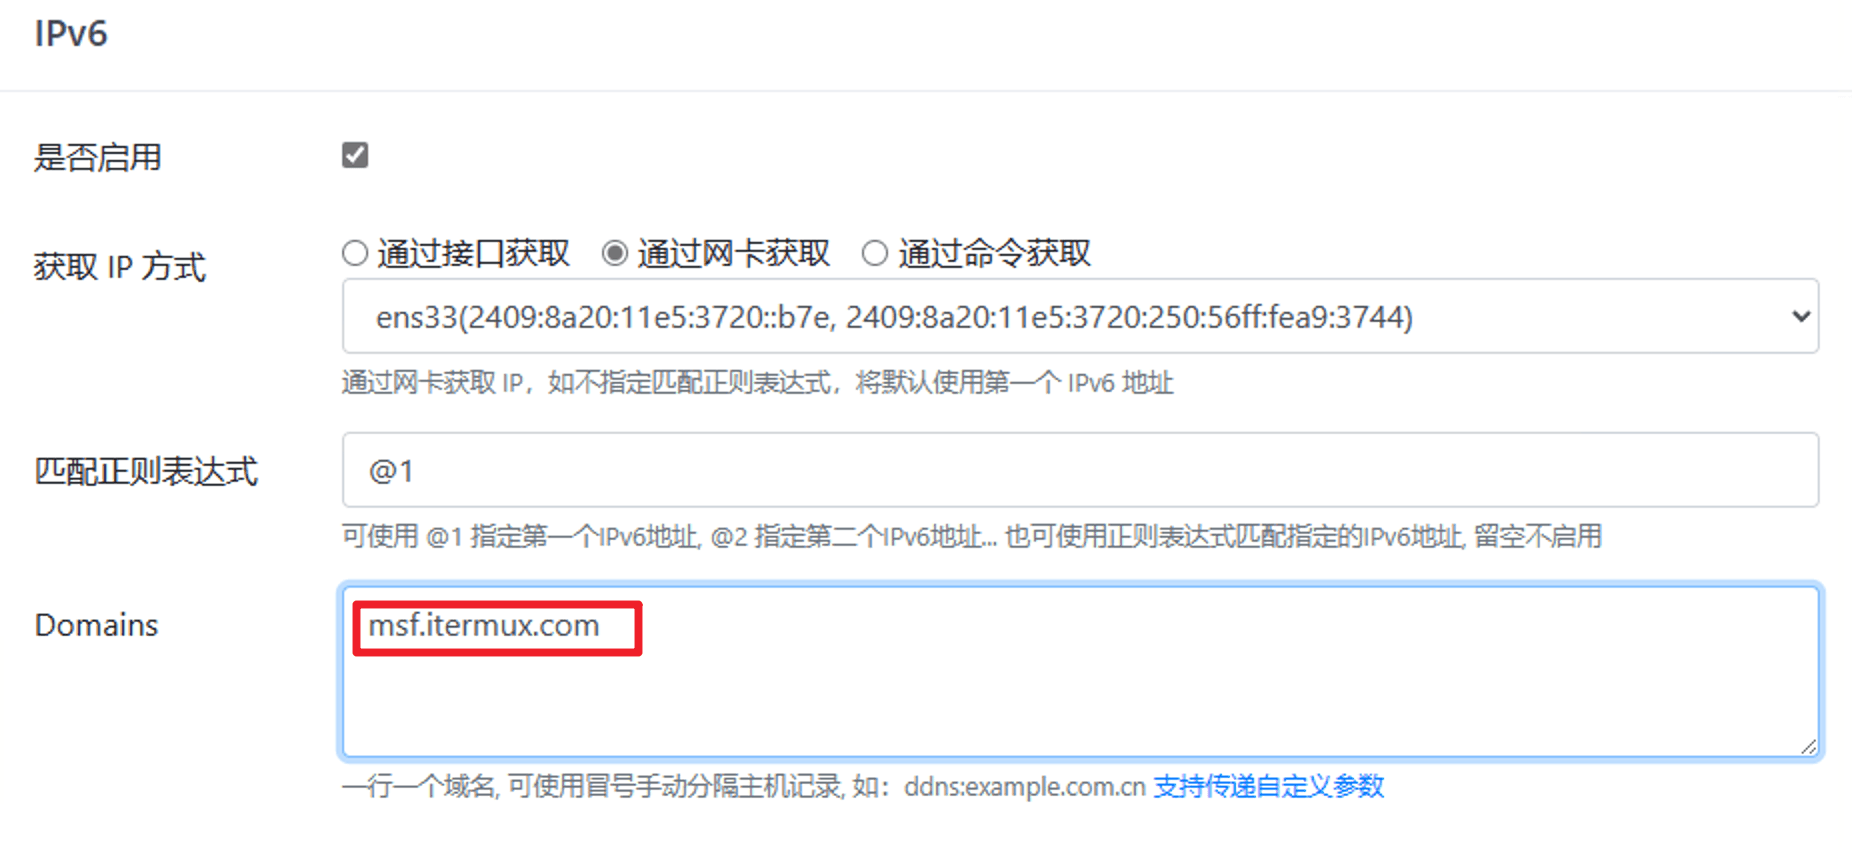 IPv6
是否启用
获取 IP 方式
通过接口获取 通过网卡获取 通过命令获取
ens33(2409:8a20:11e5:3720::b7e, 2409:8a20:11e5:3720:250:56ff:fea9:3744)
通过网卡获取 IP，如不指定匹配正则表达式，将默认使用第一个 IPv6 地址
匹配正则表达式
@1
可使用 @1 指定第一个IPv6地址, @2 指定第二个IPv6地址... 也可使用正则表达式匹配指定的IPv6地址, 留空不启用
Domains
msf.itermux.com
一行一个域名, 可使用冒号手动分隔主机记录, 如：ddns:example.com.cn 支持传递自定义参数